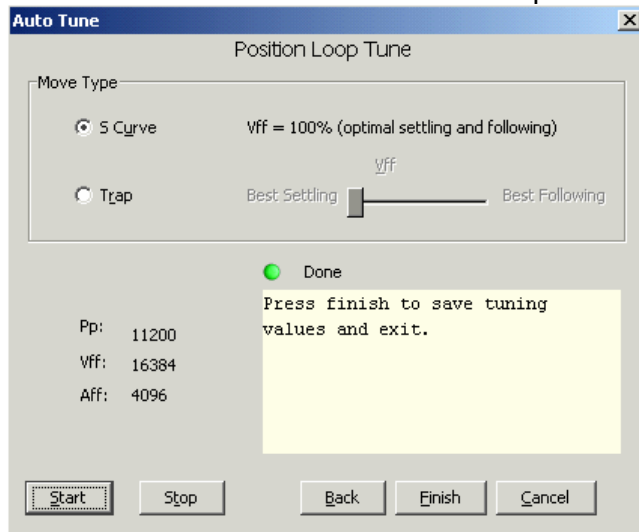 Auto Tune
Position Loop Tune
Move Type
S Curve
Vff = 100% (optimal settling and following)
Vff
Trap
Best Settling
Best Following
Done
Press finish to save tuning
values and exit.
Pp: 11200
Vff: 16384
Aff: 4096
Start
Stop
Back
Finish
Cancel